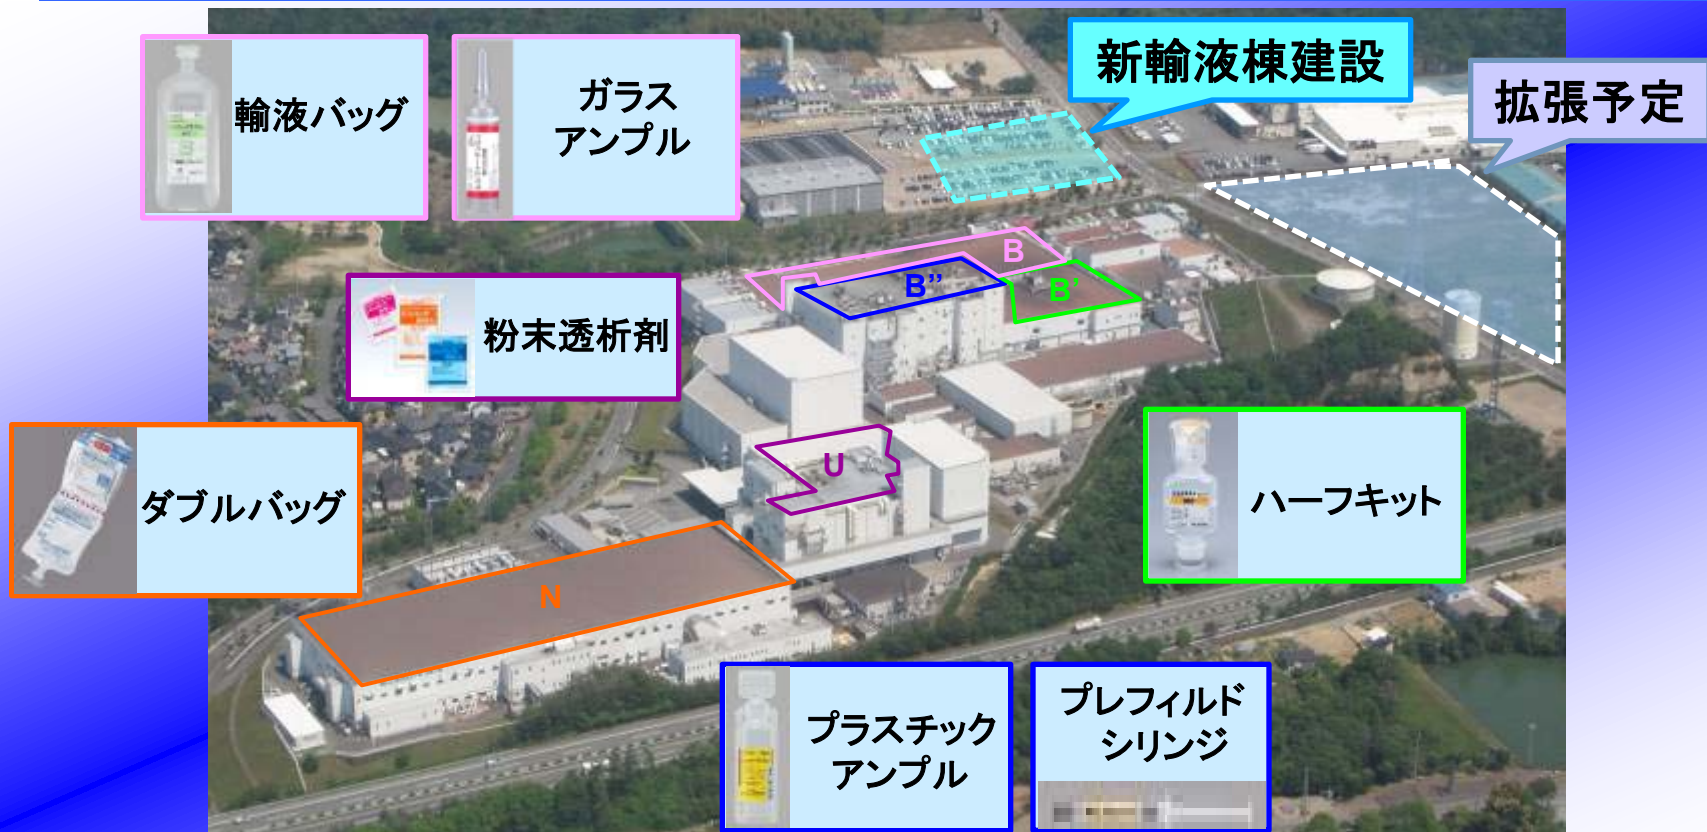 新輸液棟建設
拡張予定
輸液バッグ
ガラス
アンプル
B
B''
B'
粉末透析剤
U
ダブルバッグ
ハーフキット
N
プラスチック
アンプル
プレフィルド
シリンジ